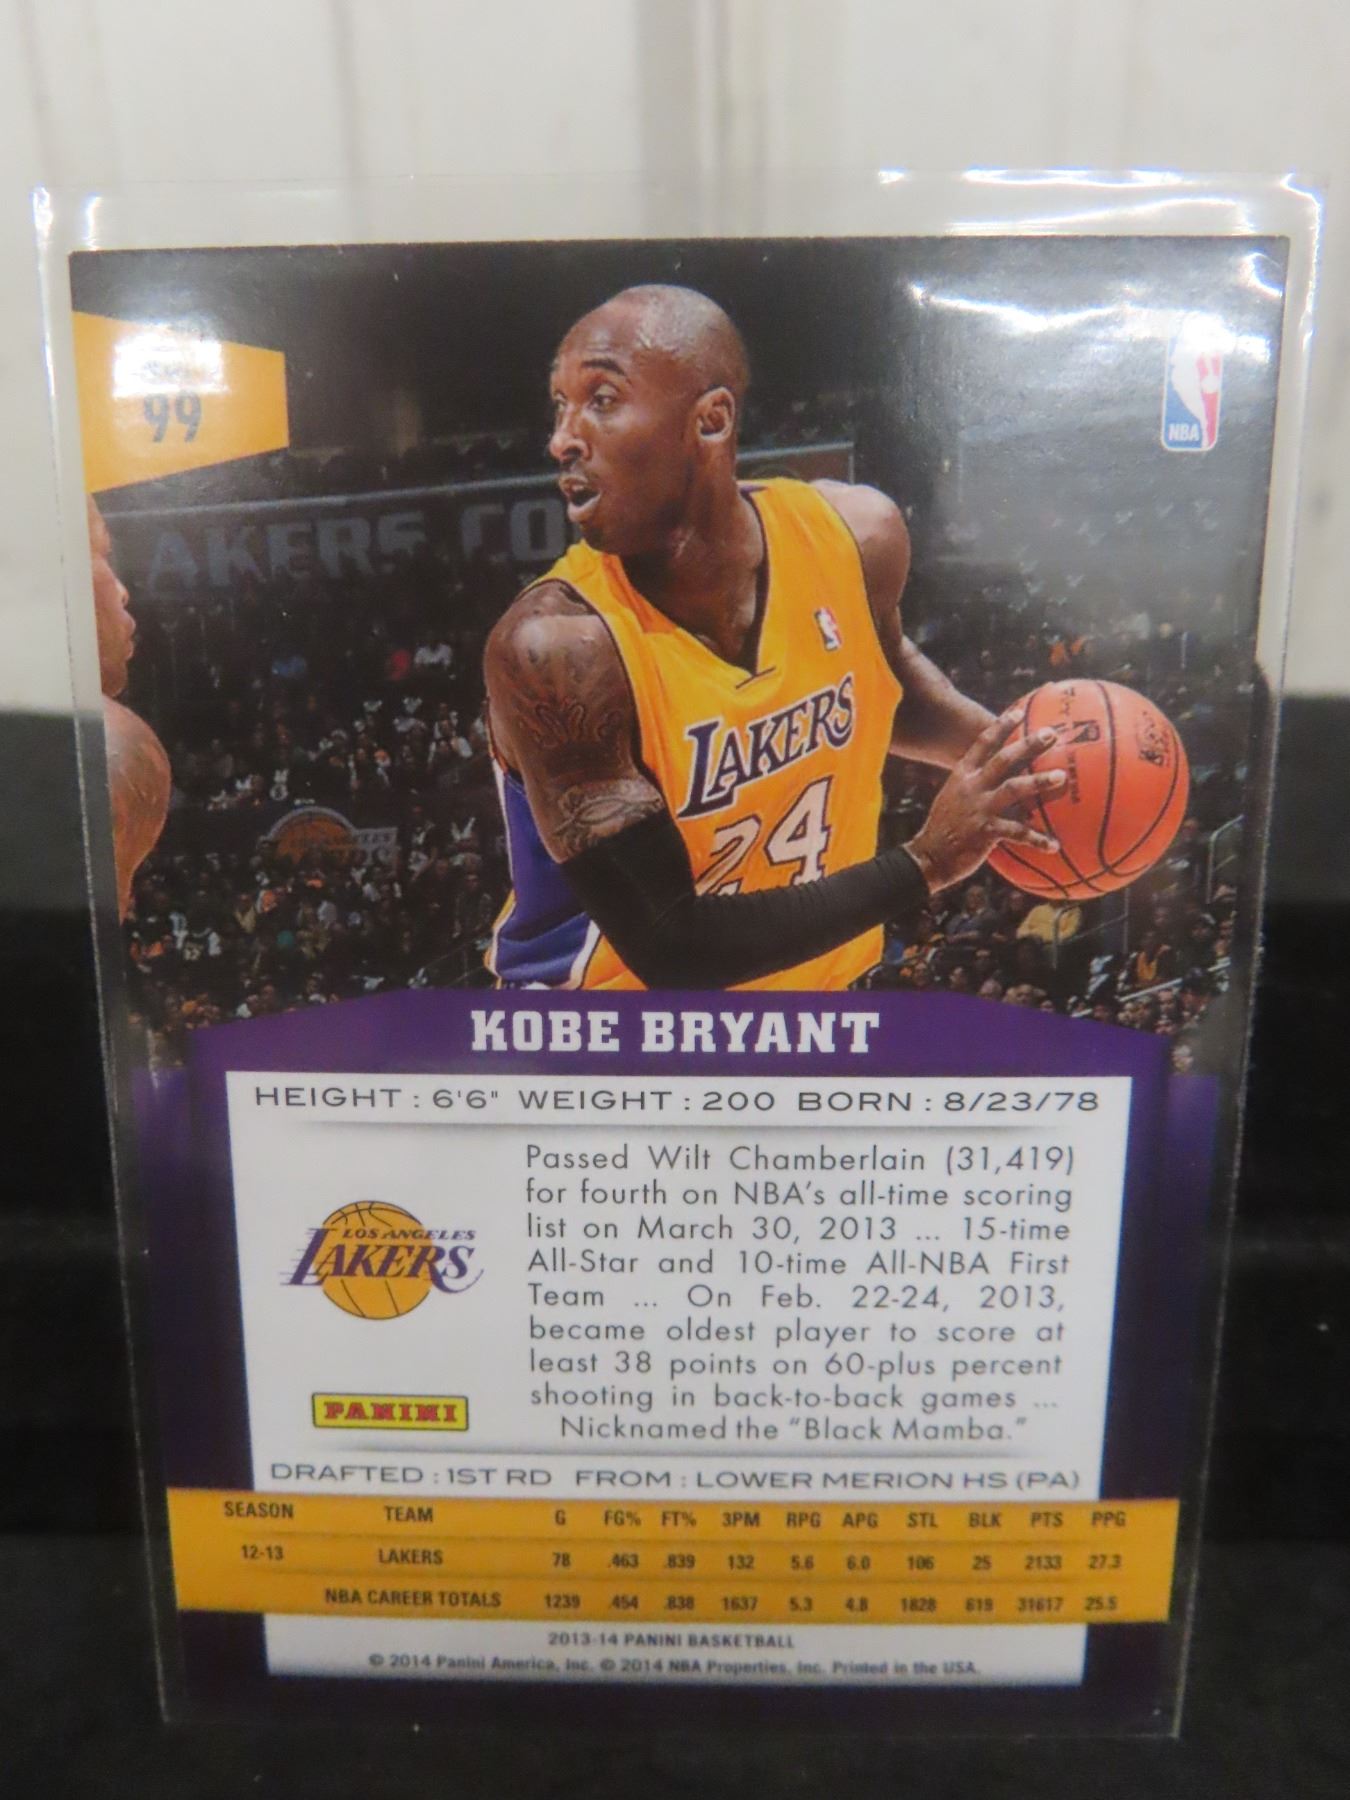 99
NBA
AKERS CO
LAKERS
24
KOBE BRYANT
HEIGHT : 6'6" WEIGHT : 200 BORN : 8/23/78
Passed Wilt Chamberlain (31,419)
for fourth on NBA's all-time scoring
list on March 30, 2013 ... 15-time
All-Star and 10-time All-NBA First
Team ... On Feb. 22-24, 2013,
became oldest player to score at
least 38 points on 60-plus percent
shooting in back-to-back games ...
Nicknamed the "Black Mamba."
LOS ANGELES
LAKERS
PANINI
DRAFTED : 1ST RD FROM : LOWER MERION HS (PA)
SEASON TEAM G FG% FT% 3PM RPG APG STL BLK PTS PPG
12-13 LAKERS 78 .463 .839 132 5.6 6.0 106 25 2133 27.3
NBA CAREER TOTALS 1239 .454 .838 1637 5.3 4.8 1828 619 31617 25.5
2013-14 PANINI BASKETBALL
© 2014 Panini America, Inc. © 2014 NBA Properties, Inc. Printed in the USA.